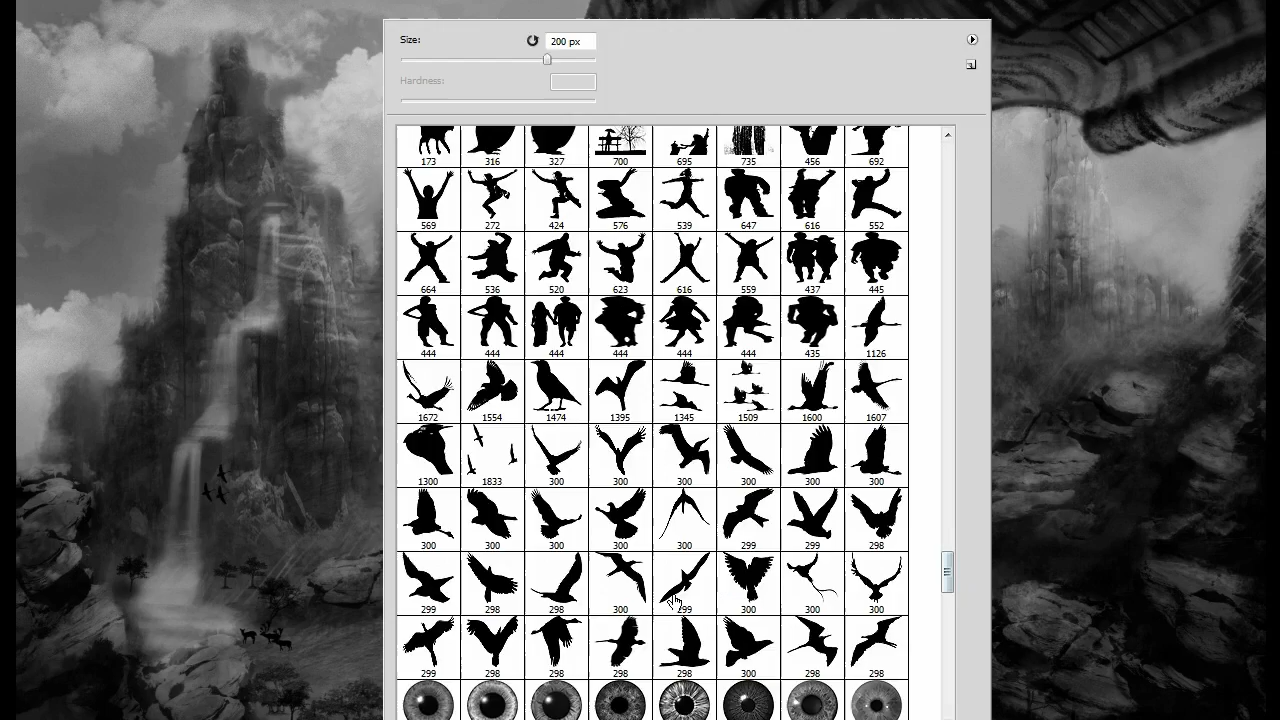 Size:
200 px
Hardness:
173 316 327 700 695 735 456 692
569 272 424 576 539 647 616 552
664 536 520 623 616 559 437 445
444 444 444 444 444 444 435 1126
1672 1554 1474 1395 1345 1509 1600 1607
1300 1833 300 300 300 300 300 300
300 300 300 300 300 299 299 298
299 298 298 300 299 300 300 300
299 298 298 298 298 300 298 298